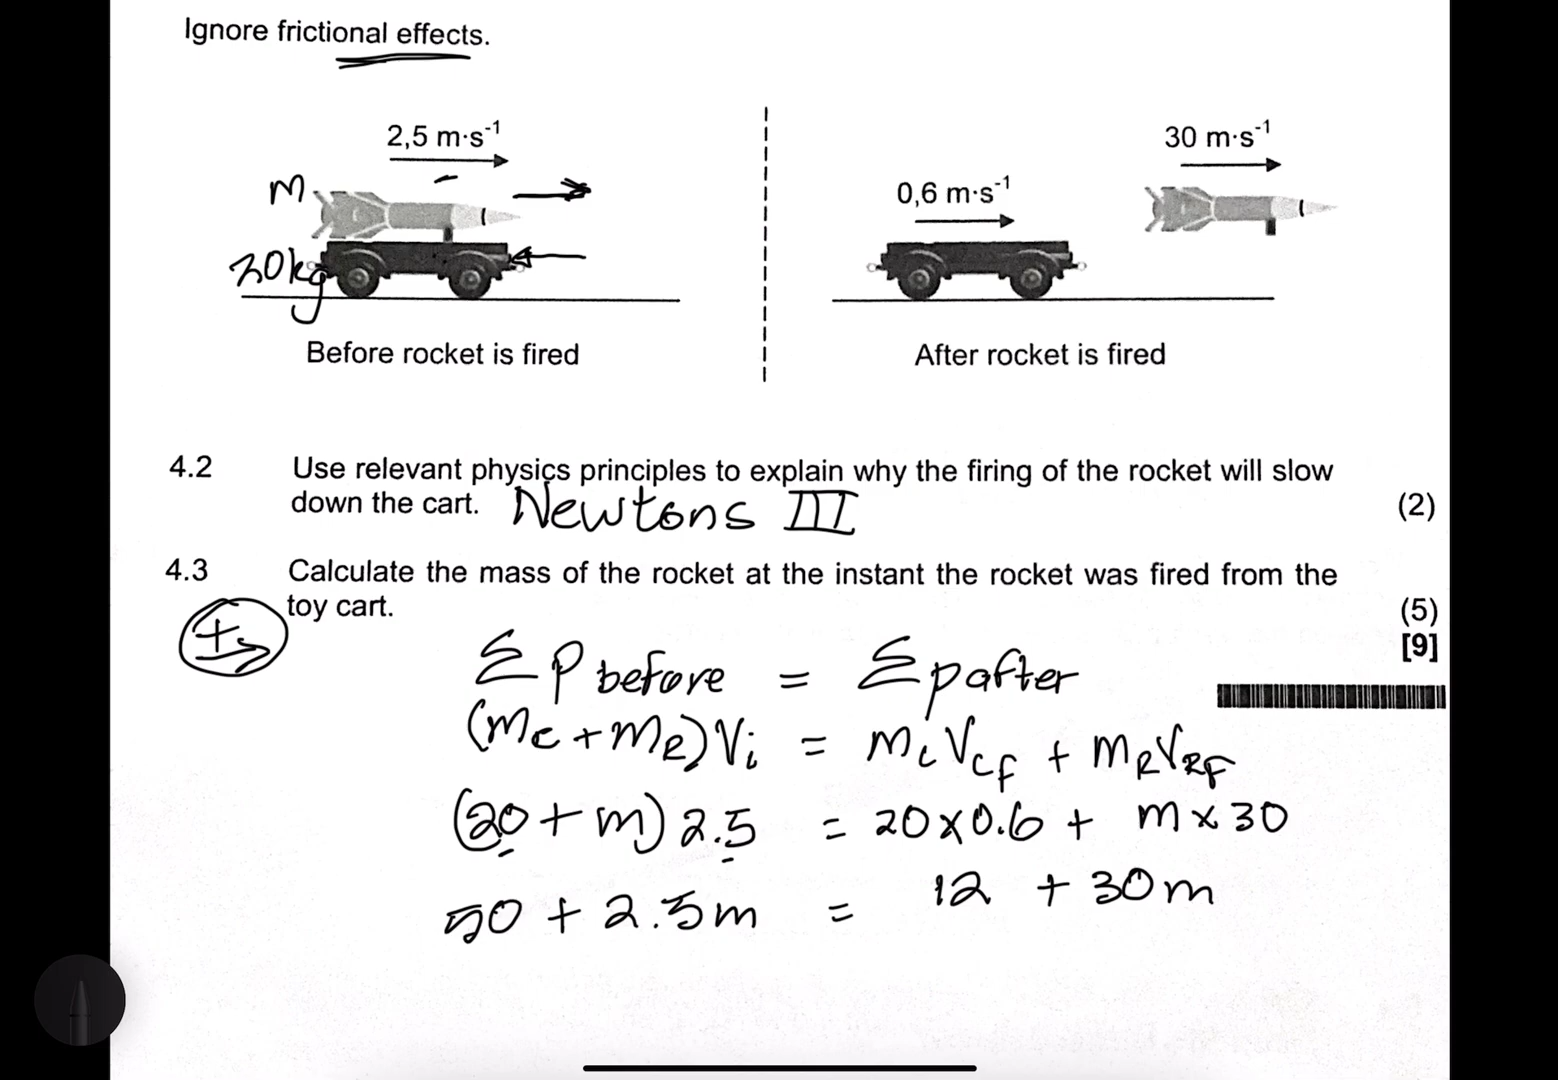 Ignore frictional effects.
2,5 m·s⁻¹
30 m·s⁻¹
m
0,6 m·s⁻¹
20kg
Before rocket is fired
After rocket is fired
4.2 Use relevant physics principles to explain why the firing of the rocket will slow
down the cart. Newtons III (2)
4.3 Calculate the mass of the rocket at the instant the rocket was fired from the
toy cart. (5)
+ [9]
Σ P before = Σ p after
(mc + mR) Vi = mc Vcf + mR VRF
(20 + m) 2.5 = 20 x 0.6 + m x 30
50 + 2.5m = 12 + 30m